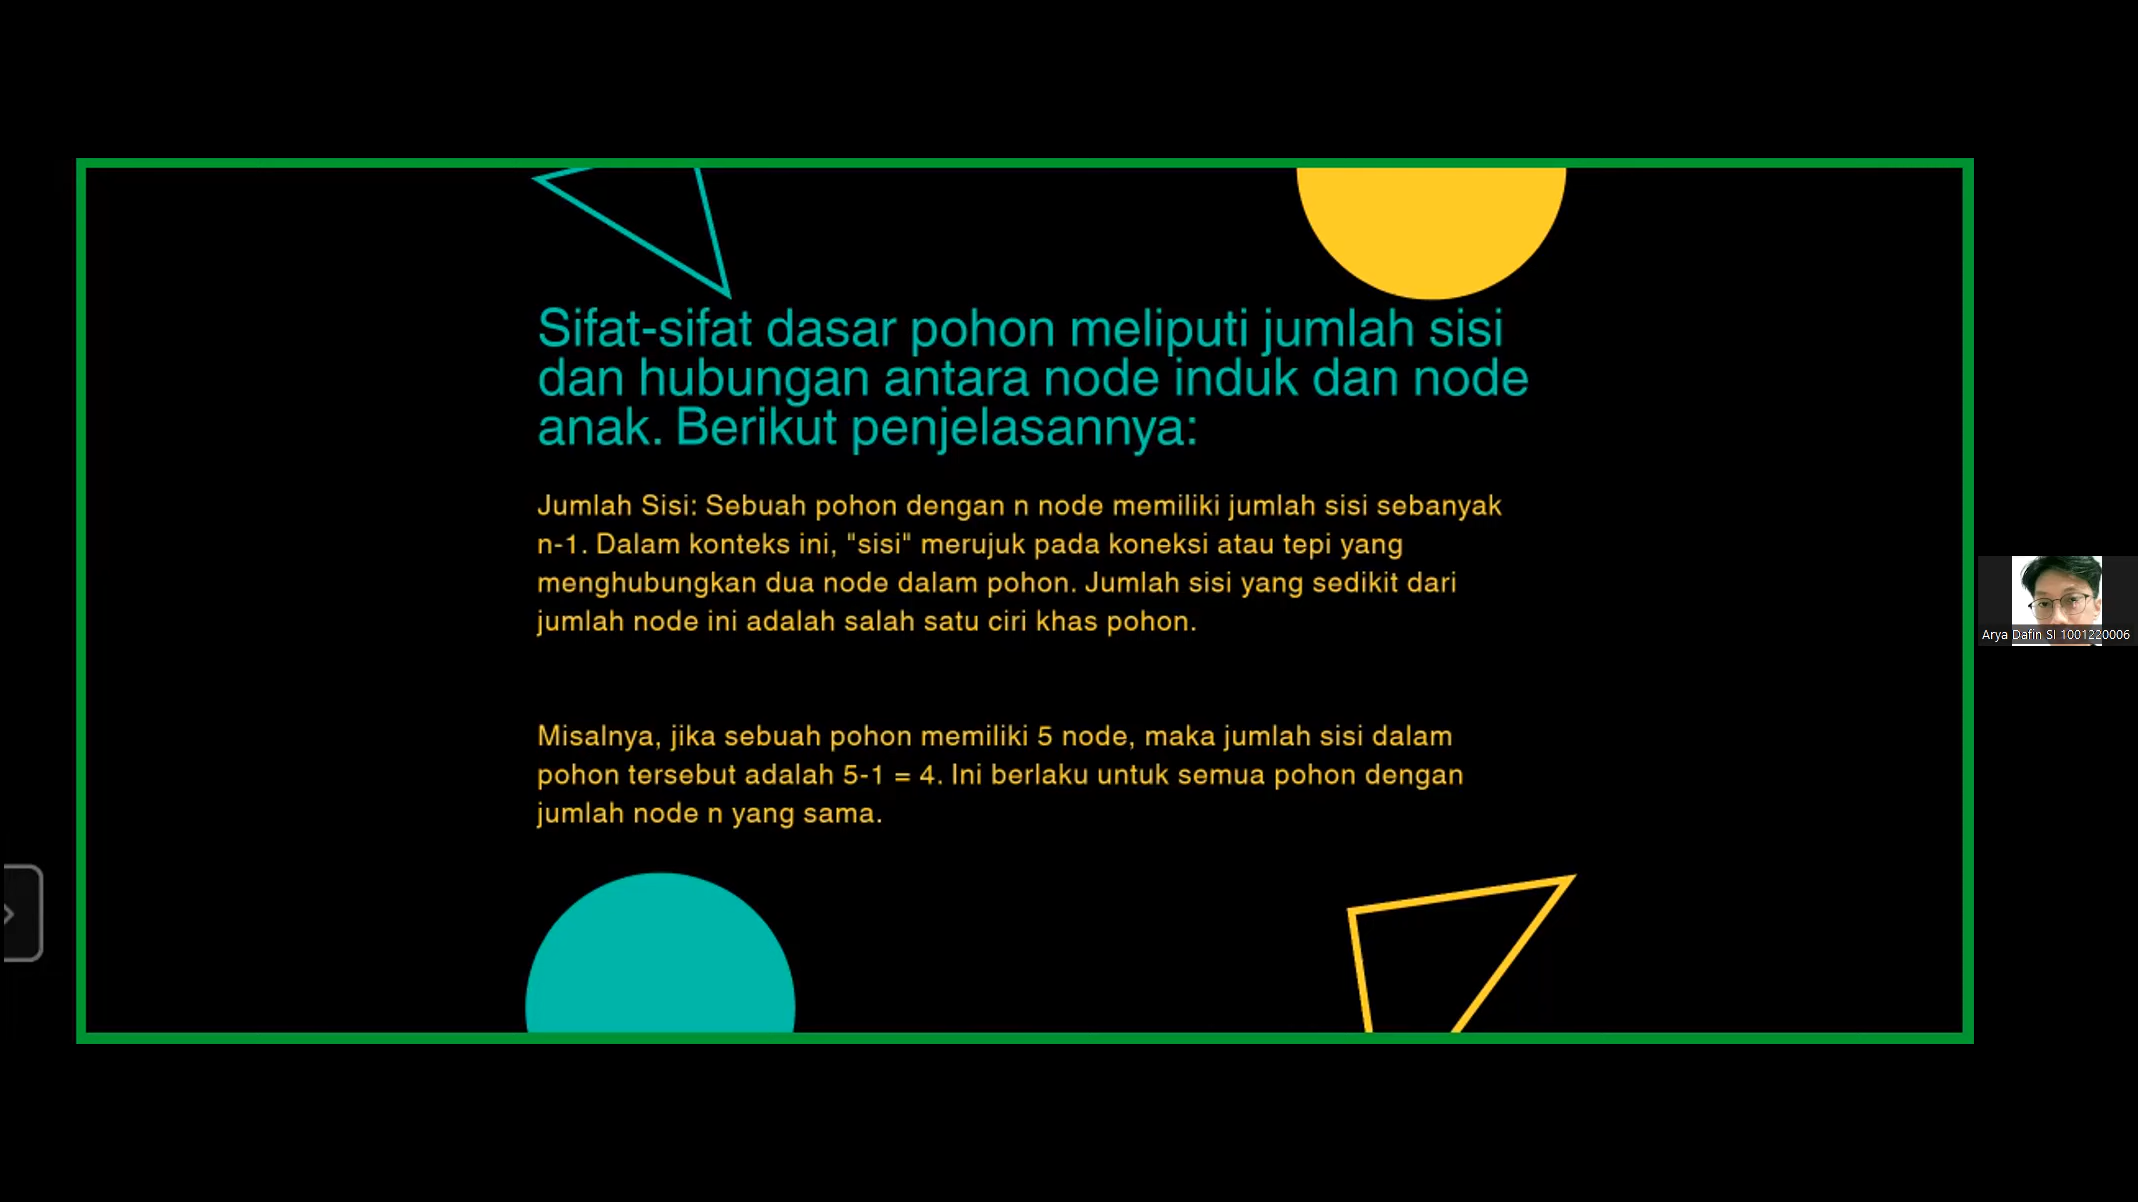 Sifat-sifat dasar pohon meliputi jumlah sisi
dan hubungan antara node induk dan node
anak. Berikut penjelasannya:
Jumlah Sisi: Sebuah pohon dengan n node memiliki jumlah sisi sebanyak
n-1. Dalam konteks ini, "sisi" merujuk pada koneksi atau tepi yang
menghubungkan dua node dalam pohon. Jumlah sisi yang sedikit dari
jumlah node ini adalah salah satu ciri khas pohon.
Misalnya, jika sebuah pohon memiliki 5 node, maka jumlah sisi dalam
pohon tersebut adalah 5-1 = 4. Ini berlaku untuk semua pohon dengan
jumlah node n yang sama.
Arya Dafin SI 1001220006